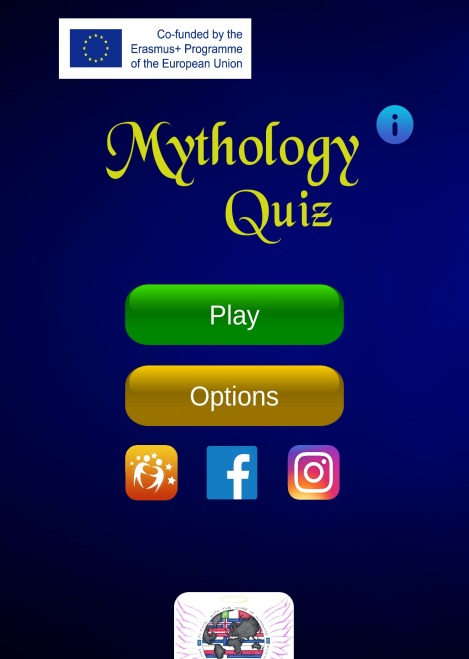 Co-funded by the
Erasmus+ Programme
of the European Union
i
Mythology
Quiz
Play
Options